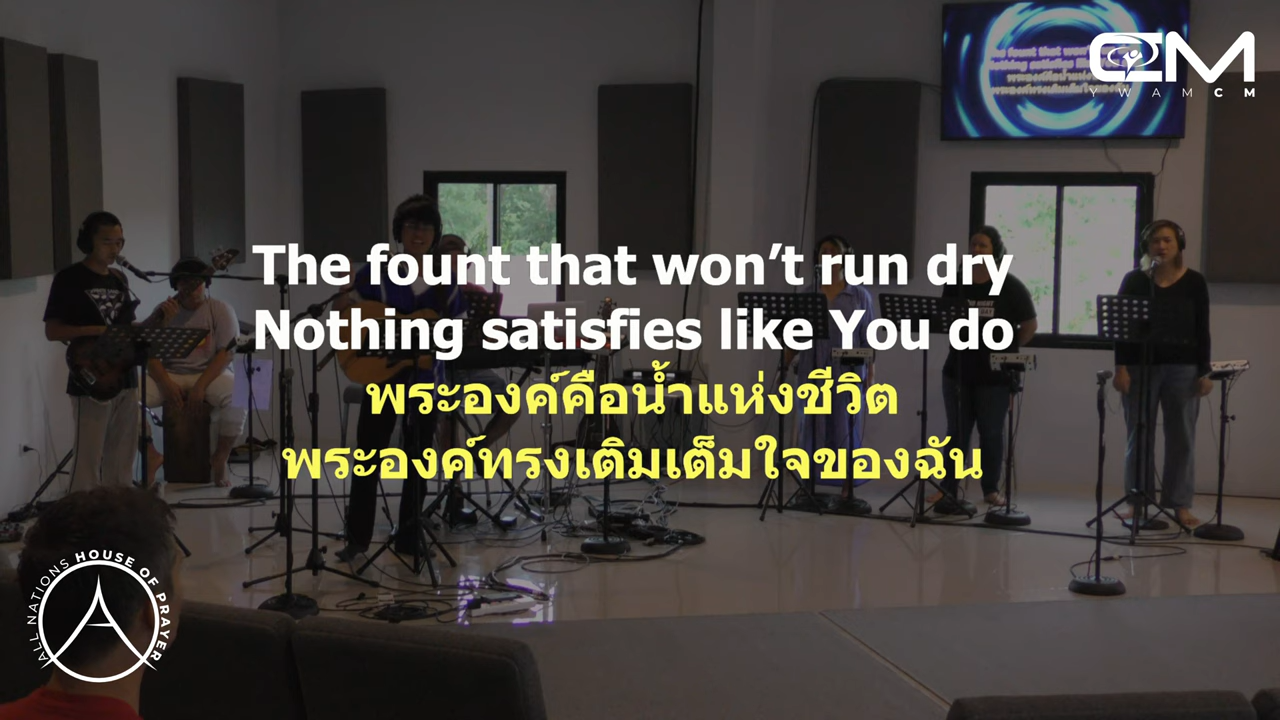 CM
YWAMCM
The fount that won’t run dry
Nothing satisfies like You do
พระองค์คือน้ำแห่งชีวิต
พระองค์ทรงเติมเต็มใจของฉัน
ALL NATIONS HOUSE OF PRAYER